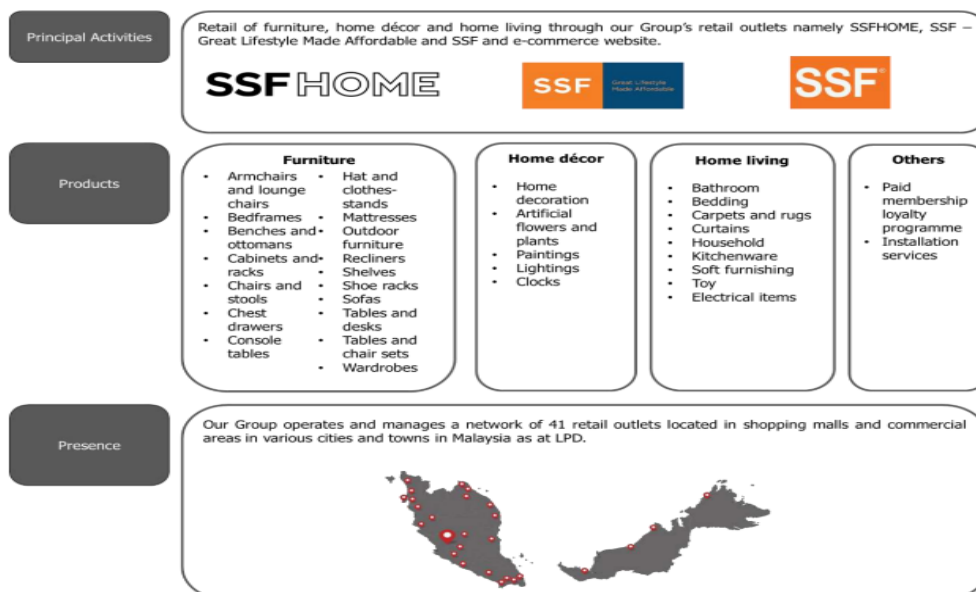 Principal Activities
Retail of furniture, home décor and home living through our Group's retail outlets namely SSFHOME, SSF –
Great Lifestyle Made Affordable and SSF and e-commerce website.
SSFHOME
SSF
Great Lifestyle
Made Affordable
SSF
Products
Furniture
• Armchairs
and lounge
chairs
• Bedframes
• Benches and
ottomans
• Cabinets and
racks
• Chairs and
stools
• Chest
drawers
• Console
tables
• Hat and
clothes-
stands
• Mattresses
• Outdoor
furniture
• Recliners
• Shelves
• Shoe racks
• Sofas
• Tables and
desks
• Tables and
chair sets
• Wardrobes
Home décor
• Home
decoration
• Artificial
flowers and
plants
• Paintings
• Lightings
• Clocks
Home living
• Bathroom
• Bedding
• Carpets and rugs
• Curtains
• Household
• Kitchenware
• Soft furnishing
• Toy
• Electrical items
Others
• Paid
membership
loyalty
programme
• Installation
services
Presence
Our Group operates and manages a network of 41 retail outlets located in shopping malls and commercial
areas in various cities and towns in Malaysia as at LPD.